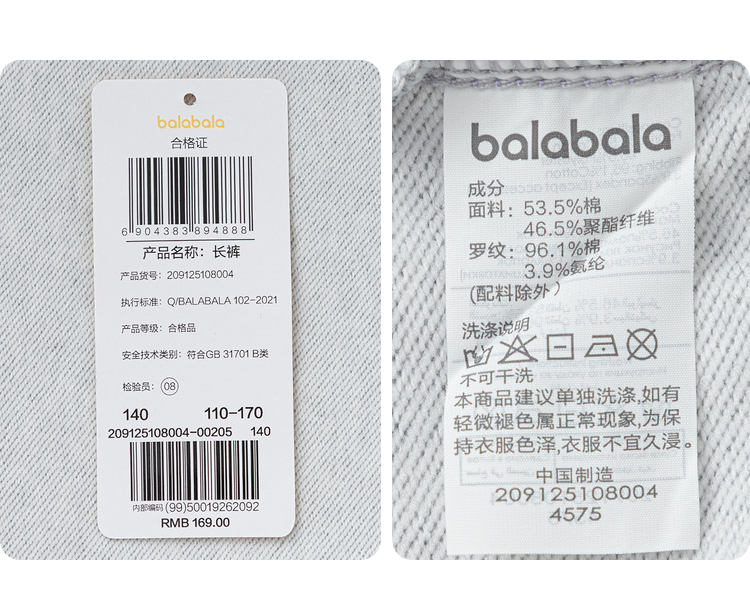 balabala
合格证
6 904383 894888
产品名称：长裤
产品货号：209125108004
执行标准：Q/BALABALA 102-2021
产品等级：合格品
安全技术类别：符合GB 31701 B类
检验员：08
140 110-170
209125108004-00205 140
内部编码 (99)50019262092
RMB 169.00
balabala
成分
面料：53.5%棉
46.5%聚酯纤维
罗纹：96.1%棉
3.9%氨纶
(配料除外)
洗涤说明
不可干洗
本商品建议单独洗涤,如有
轻微褪色属正常现象,为保
持衣服色泽,衣服不宜久浸。
中国制造
209125108004
4575